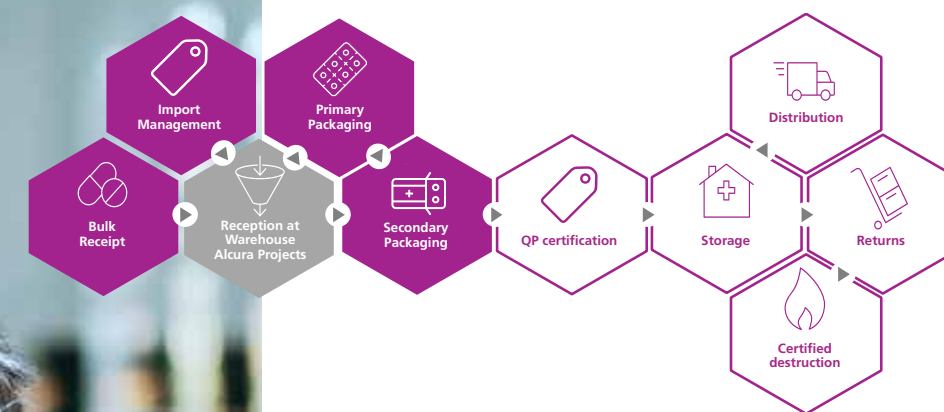 Import
Management
Primary
Packaging
Distribution
Bulk
Receipt
Reception at
Warehouse
Alcura Projects
Secondary
Packaging
QP certification
Storage
Returns
Certified
destruction